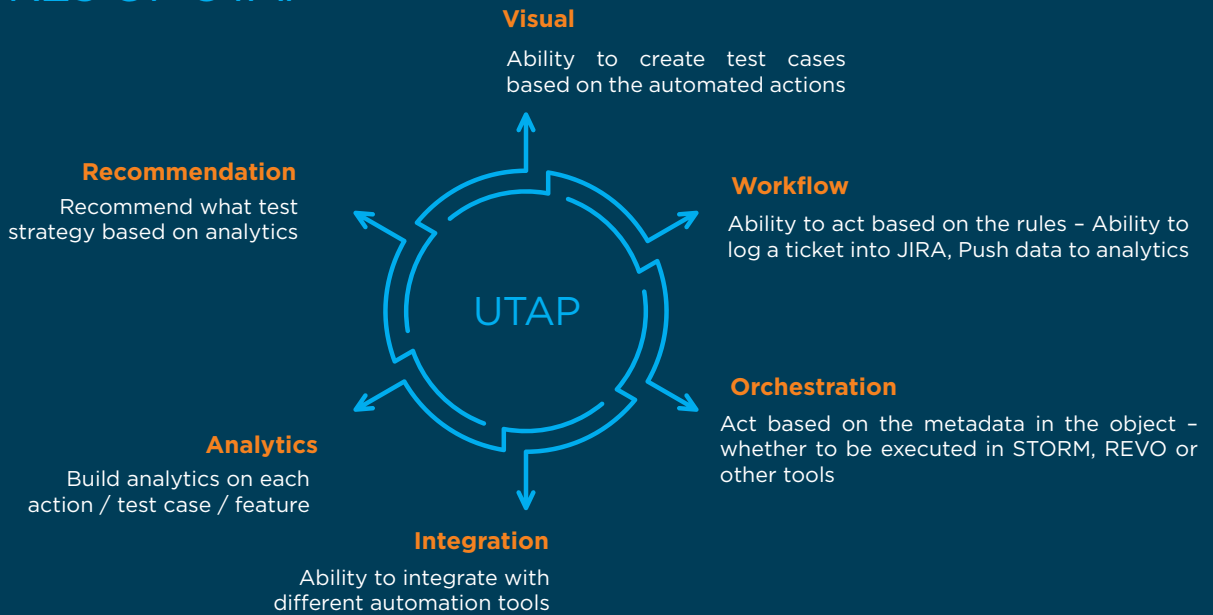 Visual
Ability to create test cases
based on the automated actions
Recommendation
Recommend what test
strategy based on analytics
Workflow
Ability to act based on the rules – Ability to
log a ticket into JIRA, Push data to analytics
UTAP
Orchestration
Act based on the metadata in the object –
whether to be executed in STORM, REVO or
other tools
Analytics
Build analytics on each
action / test case / feature
Integration
Ability to integrate with
different automation tools